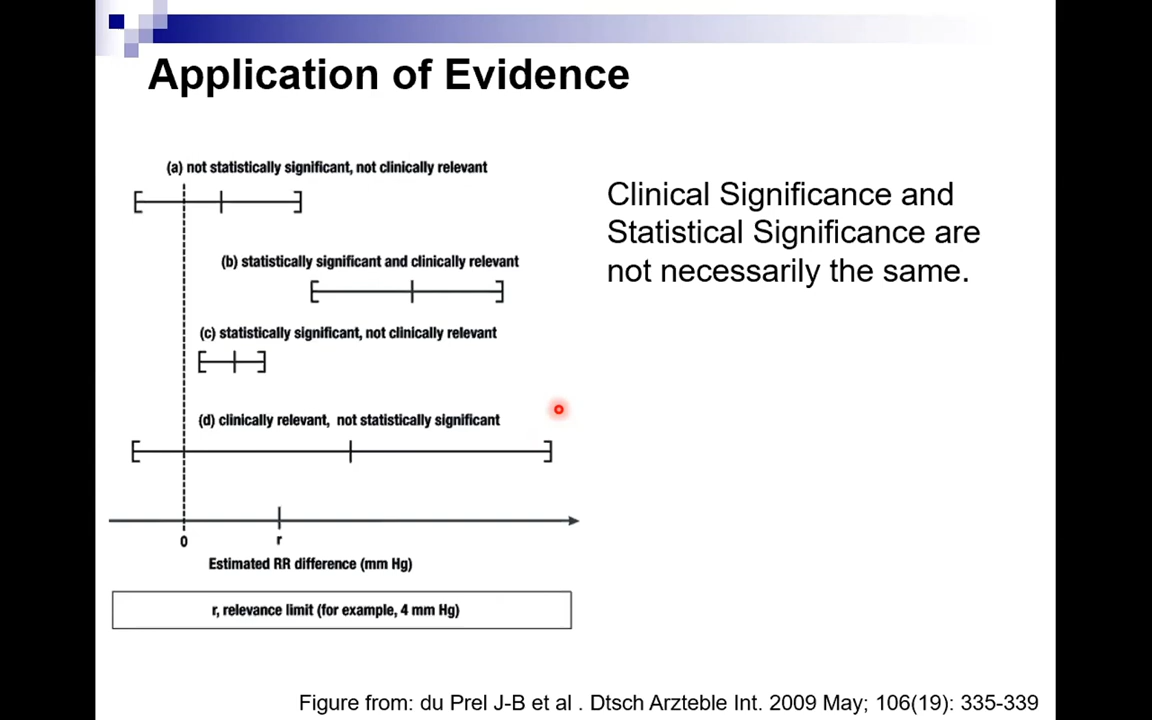 Application of Evidence
(a) not statistically significant, not clinically relevant
(b) statistically significant and clinically relevant
(c) statistically significant, not clinically relevant
(d) clinically relevant, not statistically significant
0
r
Estimated RR difference (mm Hg)
r, relevance limit (for example, 4 mm Hg)
Clinical Significance and
Statistical Significance are
not necessarily the same.
Figure from: du Prel J-B et al . Dtsch Arzteble Int. 2009 May; 106(19): 335-339